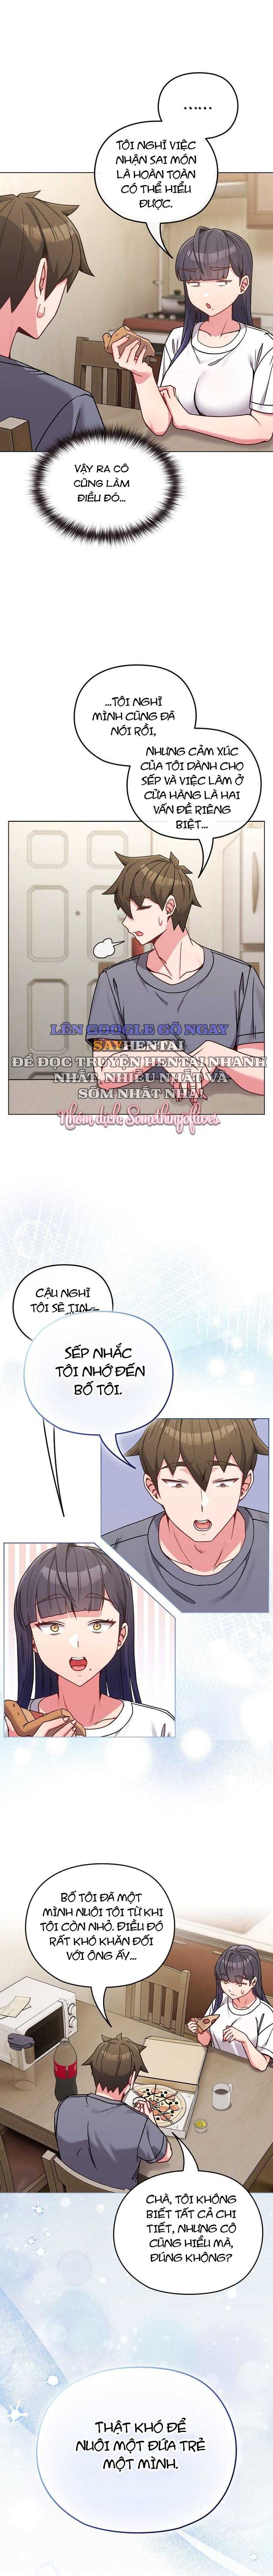 ......
TÔI NGHĨ VIỆC
NHẬN SAI MÓN
LÀ HOÀN TOÀN
CÓ THỂ HIỂU
ĐƯỢC.
VẬY RA CÔ
CŨNG LÀM
ĐIỀU ĐÓ...
...TÔI NGHĨ
MÌNH CŨNG ĐÃ
NÓI RỒI,
NHƯNG CẢM XÚC
CỦA TÔI DÀNH CHO
SẾP VÀ VIỆC LÀM Ở
CỬA HÀNG LÀ HAI
VẤN ĐỀ RIÊNG
BIỆT...
LÊN GOOGLE GÕ NGAY
SAYHENTAI
ĐỂ ĐỌC TRUYỆN HENTAI NHANH
NHẤT, NHIỀU NHẤT VÀ
SỚM NHẤT NHA!
Nhóm dịch: Somethingofwves
CẬU NGHĨ
TÔI SẼ TIN--
SẾP NHẮC
TÔI NHỚ ĐẾN
BỐ TÔI.
BỐ TÔI ĐÃ MỘT
MÌNH NUÔI TÔI TỪ KHI
TÔI CÒN NHỎ, ĐIỀU ĐÓ
RẤT KHÓ KHĂN ĐỐI
VỚI ÔNG ẤY...
CHÀ, TÔI KHÔNG
BIẾT TẤT CẢ CHI
TIẾT, NHƯNG CÔ
CŨNG HIỂU MÀ,
ĐÚNG KHÔNG?
THẬT KHÓ ĐỂ
NUÔI MỘT ĐỨA TRẺ
MỘT MÌNH.